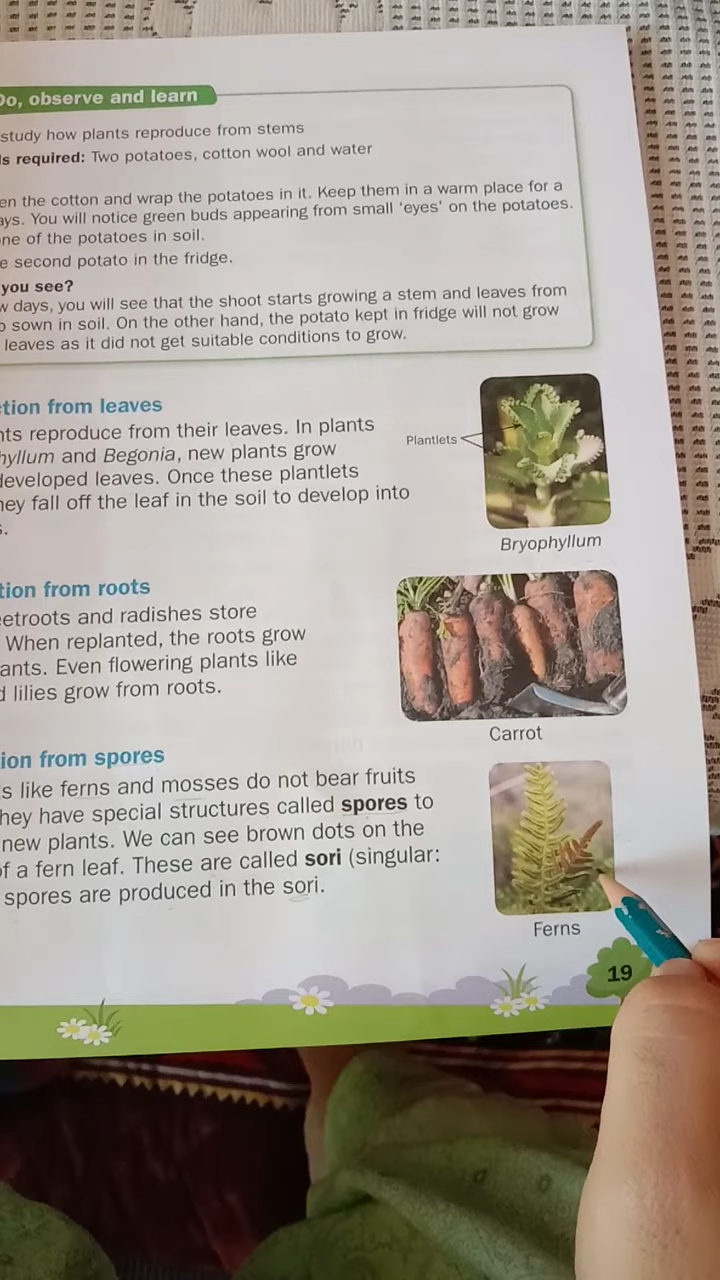 Do, observe and learn
study how plants reproduce from stems
ls required: Two potatoes, cotton wool and water
en the cotton and wrap the potatoes in it. Keep them in a warm place for a
ays. You will notice green buds appearing from small ‘eyes’ on the potatoes.
ne of the potatoes in soil.
e second potato in the fridge.
you see?
w days, you will see that the shoot starts growing a stem and leaves from
o sown in soil. On the other hand, the potato kept in fridge will not grow
leaves as it did not get suitable conditions to grow.
ction from leaves
nts reproduce from their leaves. In plants
hyllum and Begonia, new plants grow
developed leaves. Once these plantlets
hey fall off the leaf in the soil to develop into
s.
Plantlets
Bryophyllum
tion from roots
eetroots and radishes store
When replanted, the roots grow
ants. Even flowering plants like
d lilies grow from roots.
Carrot
ion from spores
s like ferns and mosses do not bear fruits
hey have special structures called spores to
new plants. We can see brown dots on the
of a fern leaf. These are called sori (singular:
spores are produced in the sori.
Ferns
19